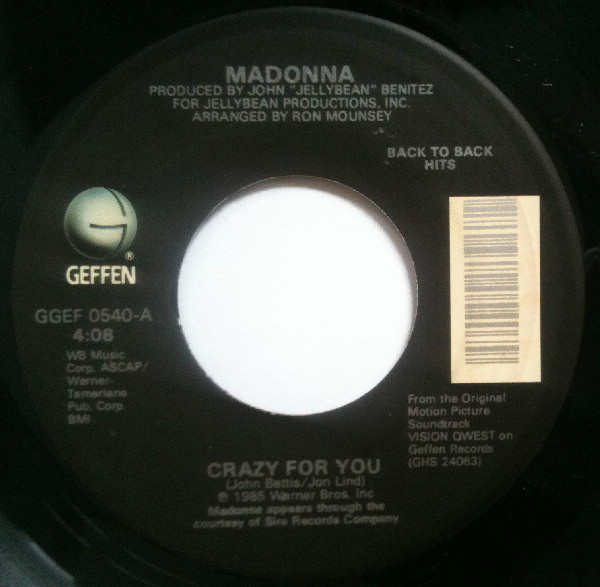 MADONNA
PRODUCED BY JOHN "JELLYBEAN" BENITEZ
FOR JELLYBEAN PRODUCTIONS, INC.
ARRANGED BY RON MOUNSEY
BACK TO BACK
HITS
G
®
GEFFEN
GGEF 0540-A
4:08
WB Music
Corp. ASCAP/
Warner-
Tamerlane
Pub. Corp.
BMI
From the Original
Motion Picture
Soundtrack
VISION QWEST on
Geffen Records
(GHS 24063)
CRAZY FOR YOU
(John Bettis/Jon Lind)
℗ 1985 Warner Bros. Inc
Madonna appears through the
courtesy of Sire Records Company